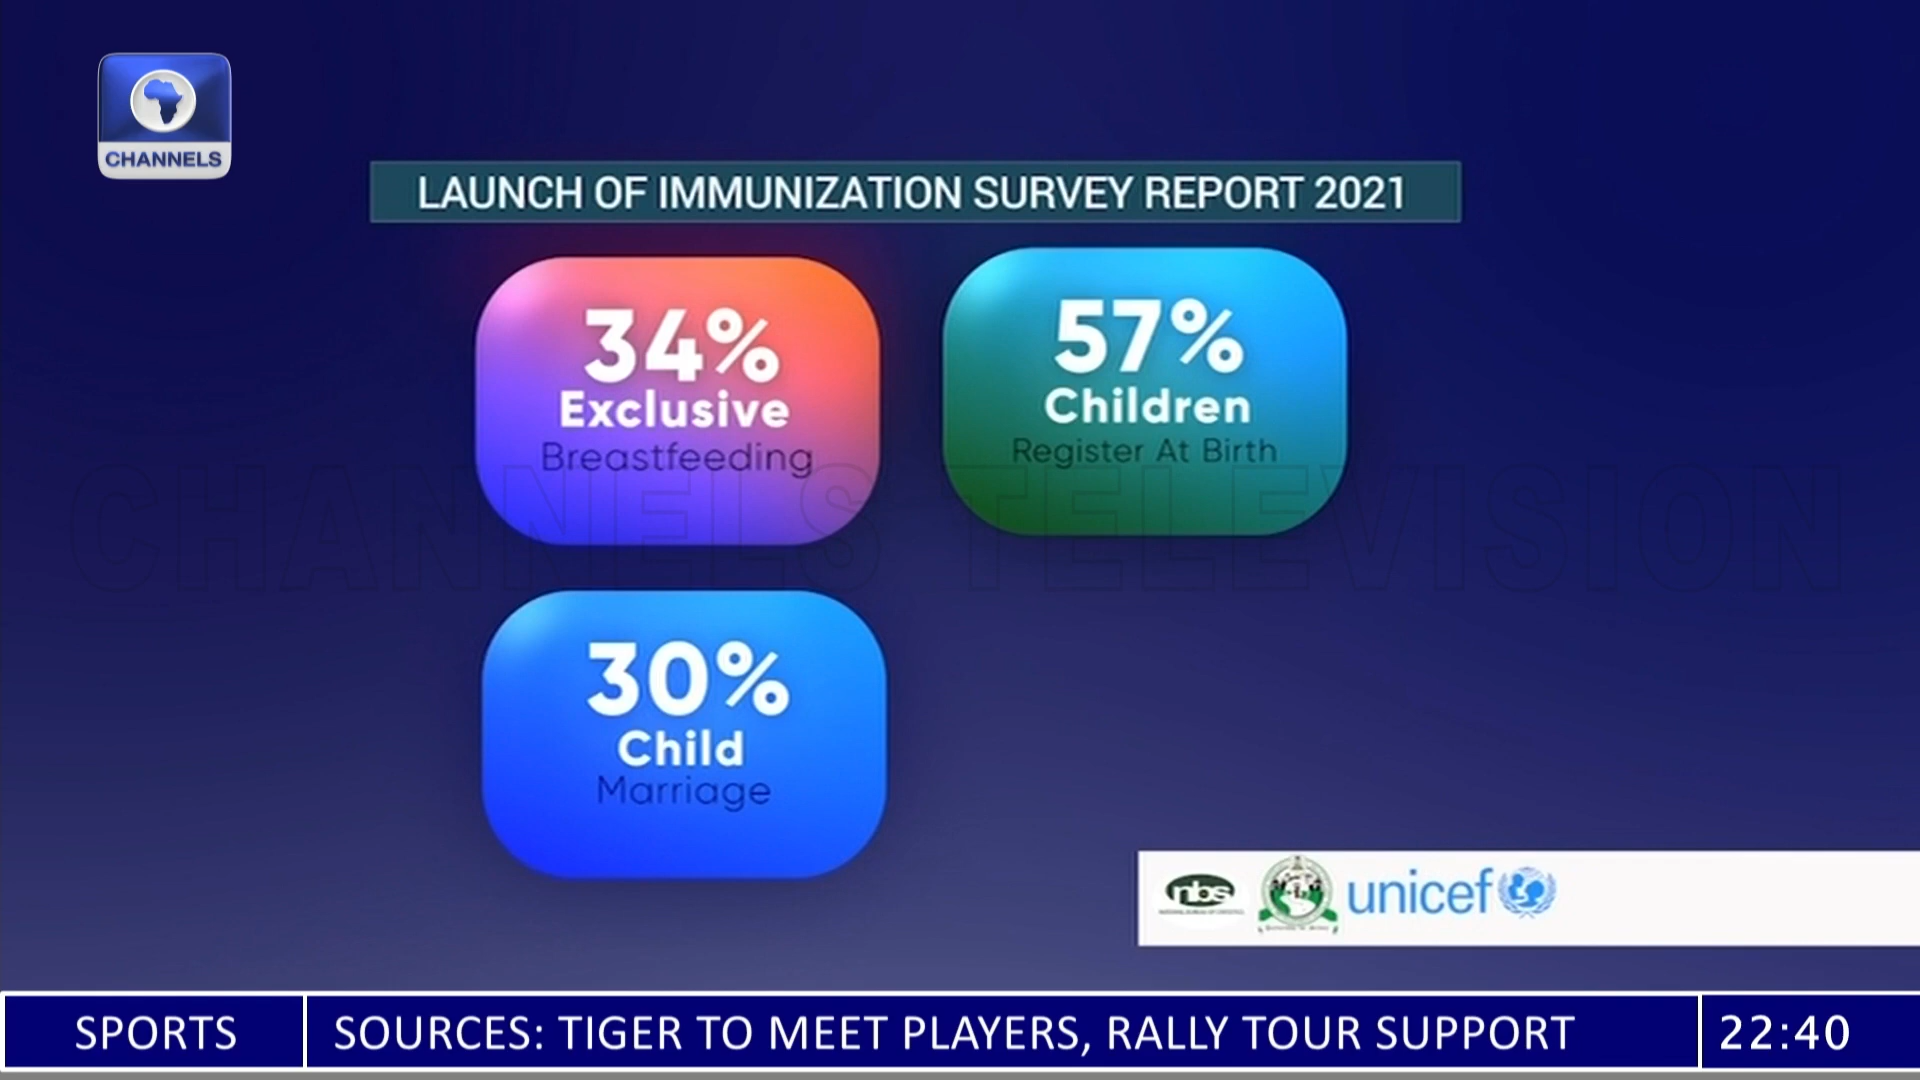 CHANNELS
LAUNCH OF IMMUNIZATION SURVEY REPORT 2021
34%
Exclusive
Breastfeeding
57%
Children
Register At Birth
CHANNELS TELEVISION
30%
Child
Marriage
nbs
unicef
SPORTS
SOURCES: TIGER TO MEET PLAYERS, RALLY TOUR SUPPORT
22:40